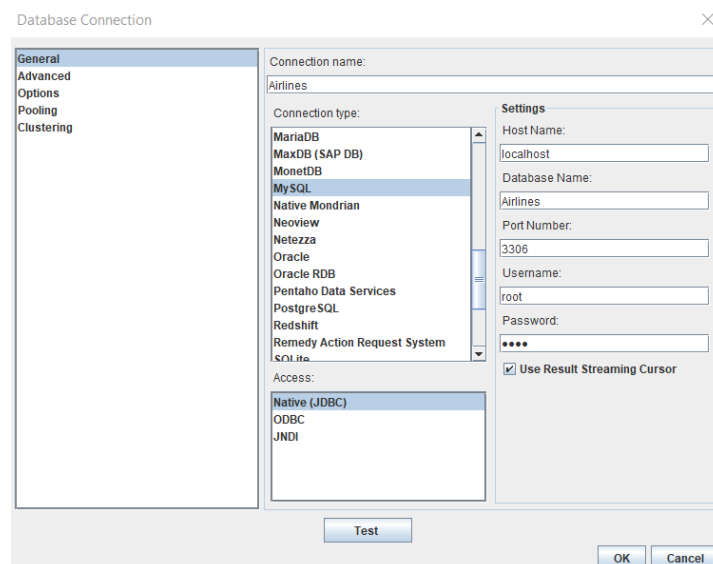 Database Connection
General
Advanced
Options
Pooling
Clustering
Connection name:
Airlines
Connection type:
MariaDB
MaxDB (SAP DB)
MonetDB
MySQL
Native Mondrian
Neoview
Netezza
Oracle
Oracle RDB
Pentaho Data Services
PostgreSQL
Redshift
Remedy Action Request System
SQLite
Access:
Native (JDBC)
ODBC
JNDI
Settings
Host Name:
localhost
Database Name:
Airlines
Port Number:
3306
Username:
root
Password:
●●●●
Use Result Streaming Cursor
Test
OK
Cancel